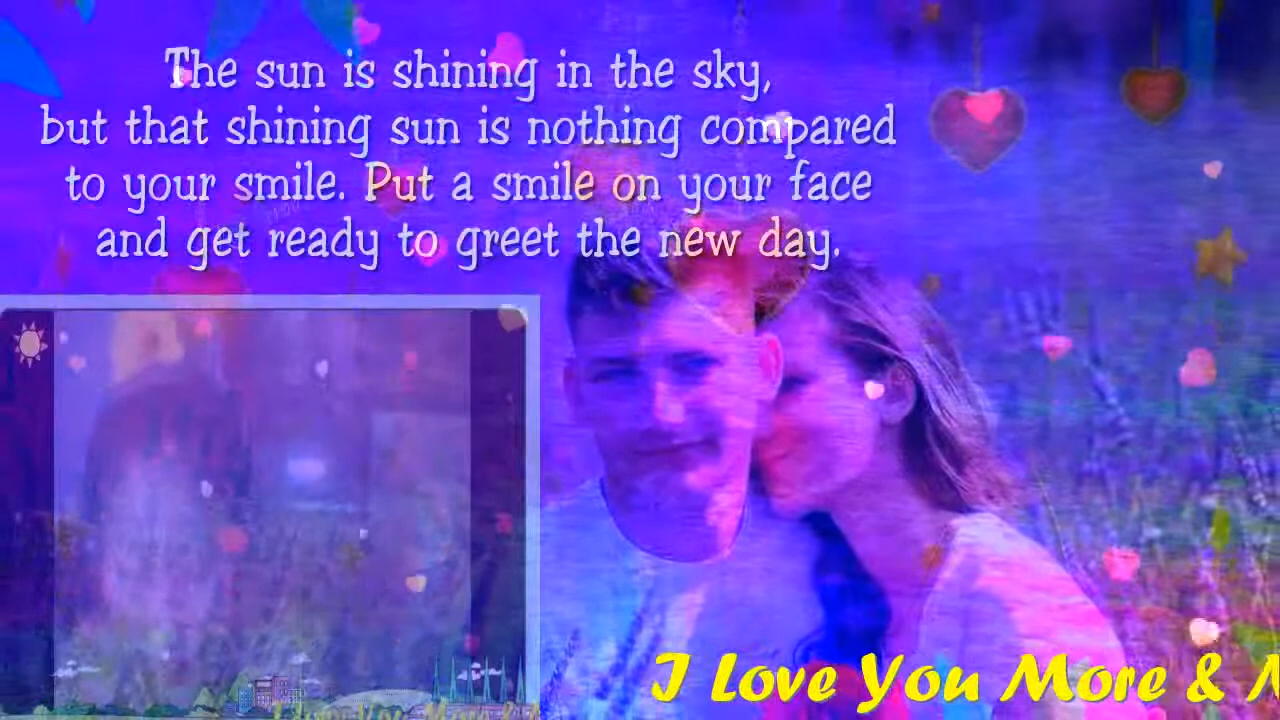 The sun is shining in the sky,
but that shining sun is nothing compared
to your smile. Put a smile on your face
and get ready to greet the new day.
I Love You More &